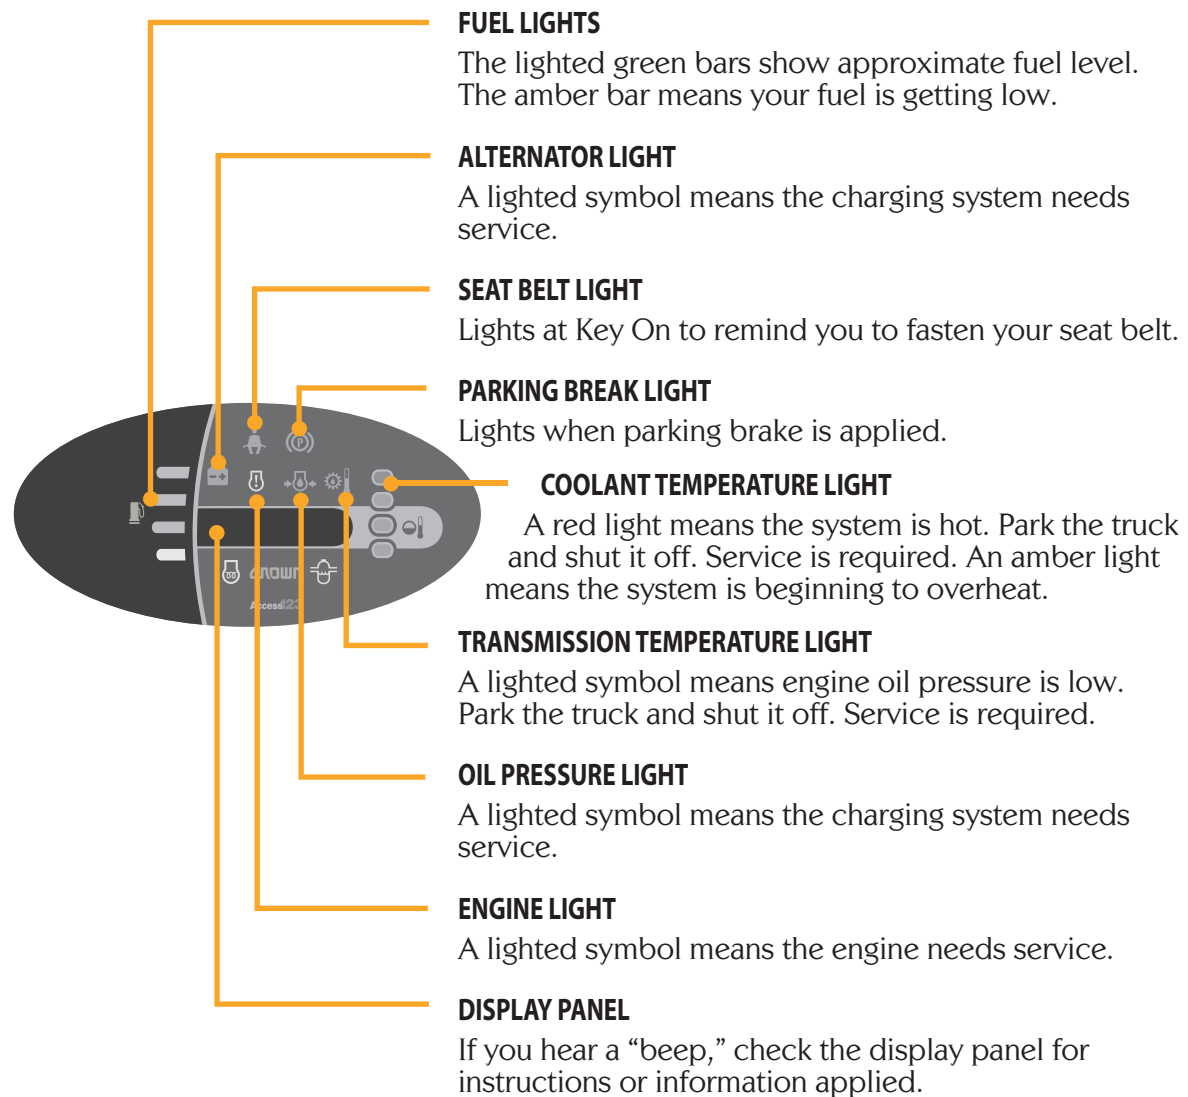 FUEL LIGHTS
The lighted green bars show approximate fuel level.
The amber bar means your fuel is getting low.
ALTERNATOR LIGHT
A lighted symbol means the charging system needs
service.
SEAT BELT LIGHT
Lights at Key On to remind you to fasten your seat belt.
PARKING BREAK LIGHT
Lights when parking brake is applied.
COOLANT TEMPERATURE LIGHT
A red light means the system is hot. Park the truck
and shut it off. Service is required. An amber light
means the system is beginning to overheat.
TRANSMISSION TEMPERATURE LIGHT
A lighted symbol means engine oil pressure is low.
Park the truck and shut it off. Service is required.
OIL PRESSURE LIGHT
A lighted symbol means the charging system needs
service.
ENGINE LIGHT
A lighted symbol means the engine needs service.
DISPLAY PANEL
If you hear a “beep,” check the display panel for
instructions or information applied.
P
CROWN
Access123